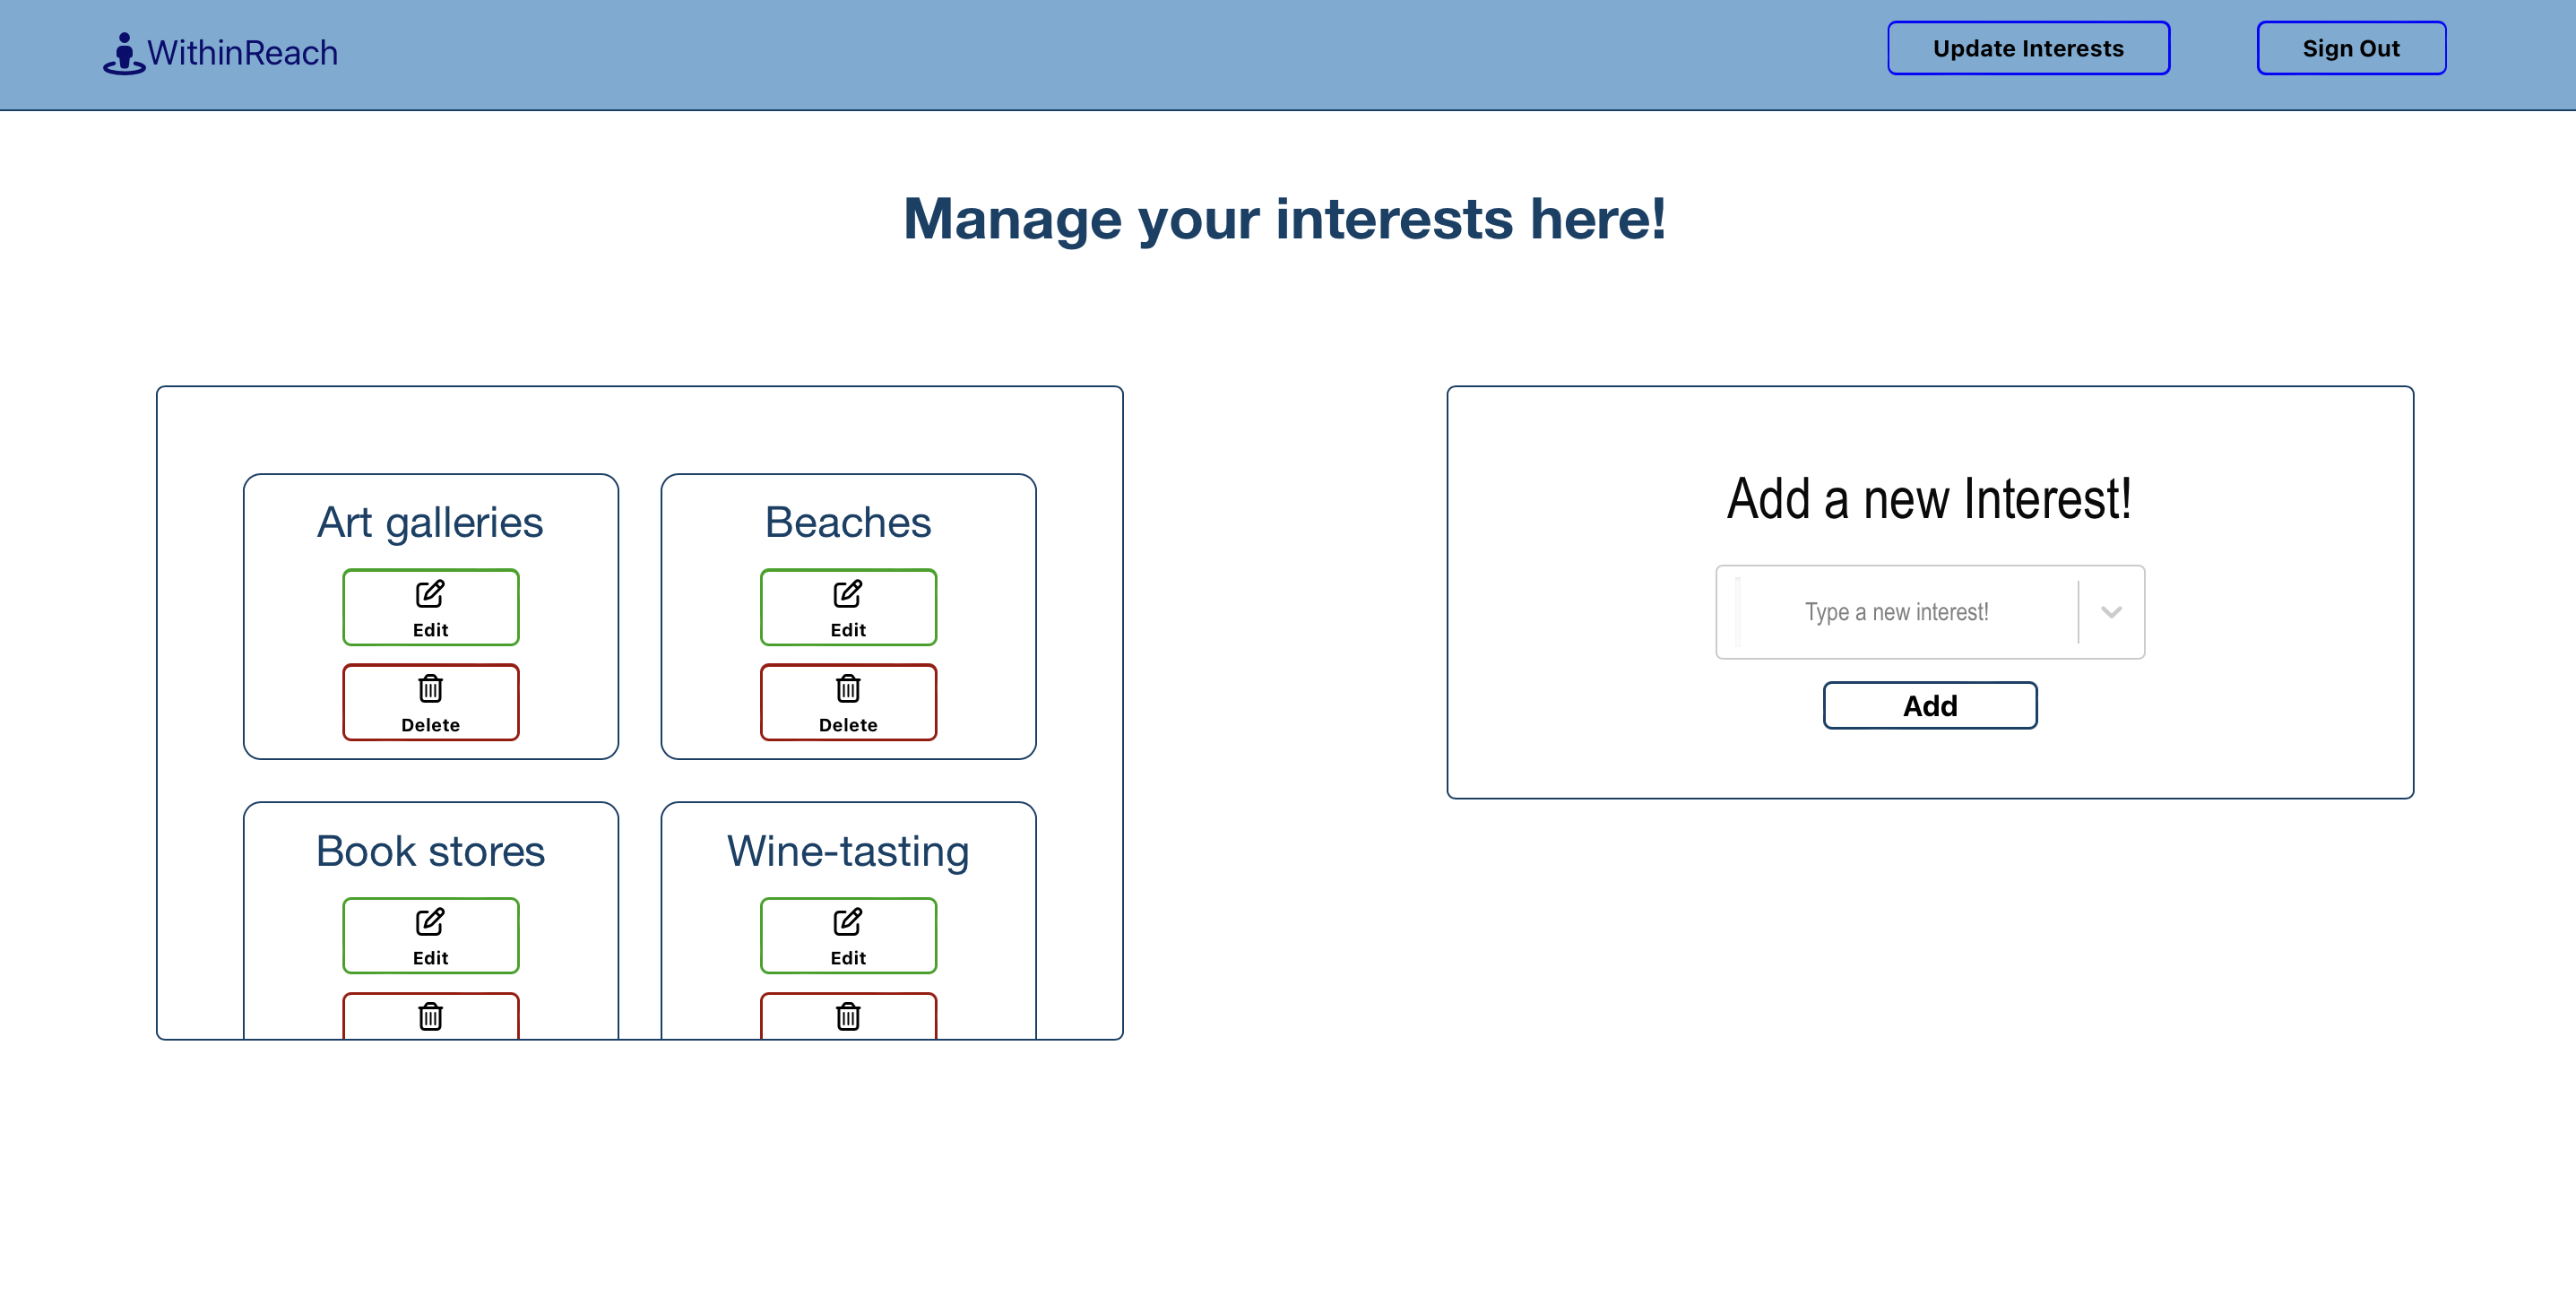 WithinReach
Update Interests
Sign Out
Manage your interests here!
Art galleries
Edit
Delete
Beaches
Edit
Delete
Book stores
Edit
Wine-tasting
Edit
Add a new Interest!
Type a new interest!
Add